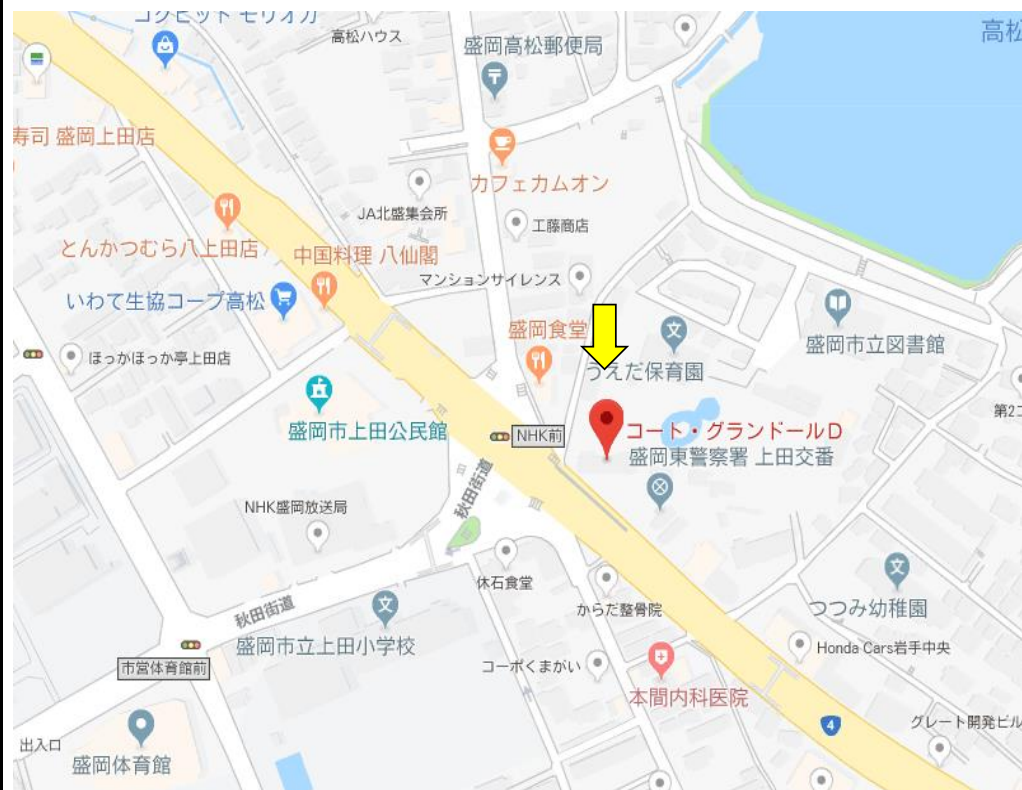 コクピット モリオカ
高松ハウス
盛岡高松郵便局
高松
寿司 盛岡上田店
カフェカムオン
JA北盛集会所
工藤商店
とんかつむら八上田店
中国料理 八仙閣
マンションサイレンス
いわて生協コープ高松
盛岡食堂
盛岡市立図書館
ほっかほっか亭上田店
うえだ保育園
第2コ
盛岡市上田公民館
NHK前
コート・グランドールD
盛岡東警察署 上田交番
秋田街道
NHK盛岡放送局
休石食堂
からだ整骨院
つつみ幼稚園
秋田街道
盛岡市立上田小学校
Honda Cars岩手中央
市営体育館前
コーポくまがい
本間内科医院
4
グレート開発ビル
出入口
盛岡体育館